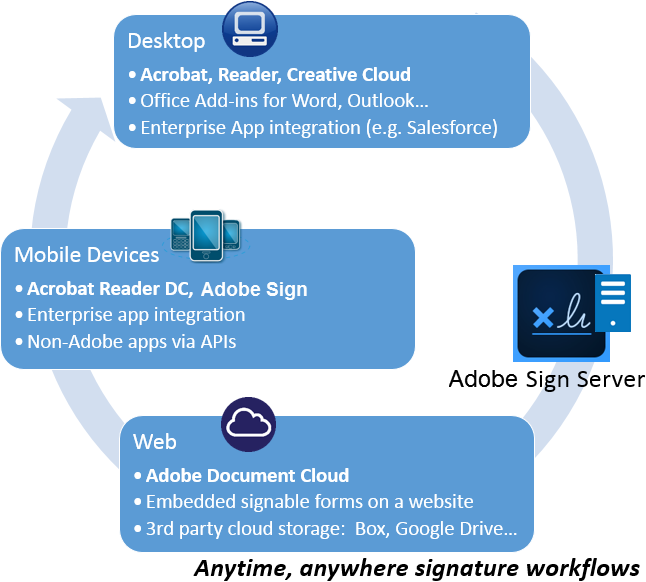 Desktop
• Acrobat, Reader, Creative Cloud
• Office Add-ins for Word, Outlook…
• Enterprise App integration (e.g. Salesforce)
Mobile Devices
• Acrobat Reader DC, Adobe Sign
• Enterprise app integration
• Non-Adobe apps via APIs
Adobe Sign Server
Web
• Adobe Document Cloud
• Embedded signable forms on a website
• 3rd party cloud storage:  Box, Google Drive…
Anytime, anywhere signature workflows